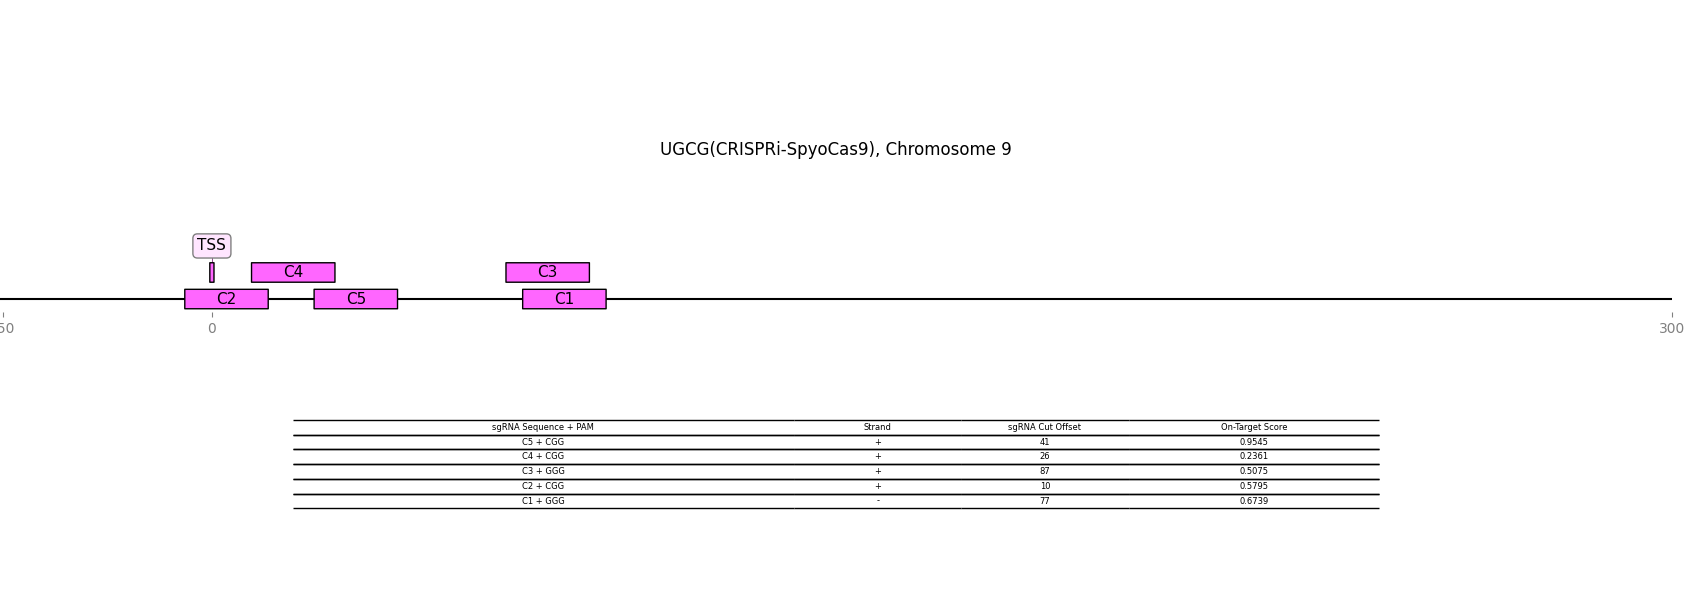 UGCG(CRISPRi-SpyoCas9), Chromosome 9
TSS
C4 C3
C2 C5 C1
50 0 300
sgRNA Sequence + PAM Strand sgRNA Cut Offset On-Target Score
C5 + CGG + 41 0.9545
C4 + CGG + 26 0.2361
C3 + GGG + 87 0.5075
C2 + CGG + 10 0.5795
C1 + GGG - 77 0.6739